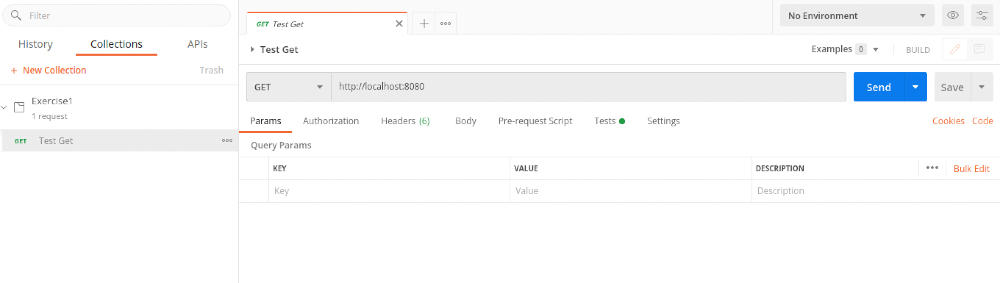 Filter
History Collections APIs
+ New Collection Trash
Exercise1
1 request
GET Test Get
GET Test Get
No Environment
Test Get
Examples 0 BUILD
GET http://localhost:8080 Send Save
Params Authorization Headers (6) Body Pre-request Script Tests Settings Cookies Code
Query Params
KEY VALUE DESCRIPTION Bulk Edit
Key Value Description